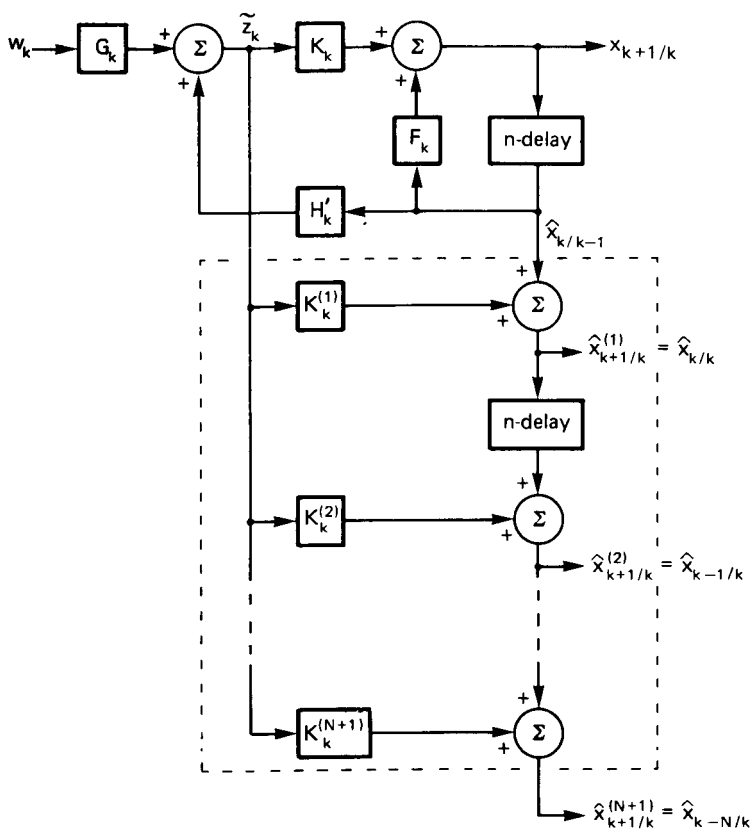 w_k G_k + Σ + z̃_k K_k + Σ + x_{k+1/k}
F_k n-delay
H'_k
x̂_{k/k-1}
+
K_k^{(1)} + Σ
x̂_{k+1/k}^{(1)} = x̂_{k/k}
n-delay
+
K_k^{(2)} + Σ
x̂_{k+1/k}^{(2)} = x̂_{k-1/k}
+
K_k^{(N+1)} + Σ
x̂_{k+1/k}^{(N+1)} = x̂_{k-N/k}